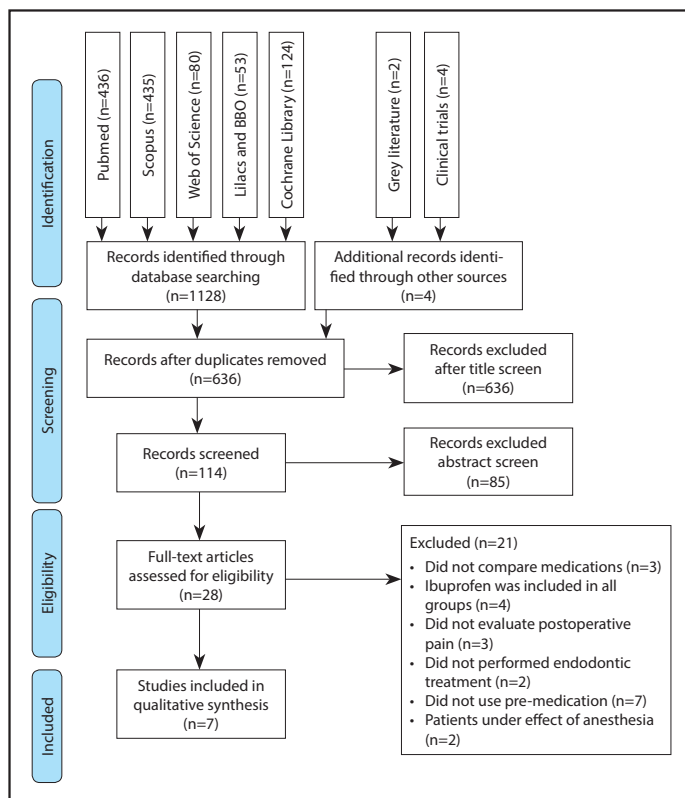 Identification
Pubmed (n=436)
Scopus (n=435)
Web of Science (n=80)
Lilacs and BBO (n=53)
Cochrane Library (n=124)
Grey literature (n=2)
Clinical trials (n=4)
Records identified through
database searching
(n=1128)
Additional records identi-
fied through other sources
(n=4)
Screening
Records after duplicates removed
(n=636)
Records excluded
after title screen
(n=636)
Records screened
(n=114)
Records excluded
abstract screen
(n=85)
Eligibility
Full-text articles
assessed for eligibility
(n=28)
Excluded (n=21)
• Did not compare medications (n=3)
• Ibuprofen was included in all
groups (n=4)
• Did not evaluate postoperative
pain (n=3)
• Did not performed endodontic
treatment (n=2)
• Did not use pre-medication (n=7)
• Patients under effect of anesthesia
(n=2)
Included
Studies included in
qualitative synthesis
(n=7)